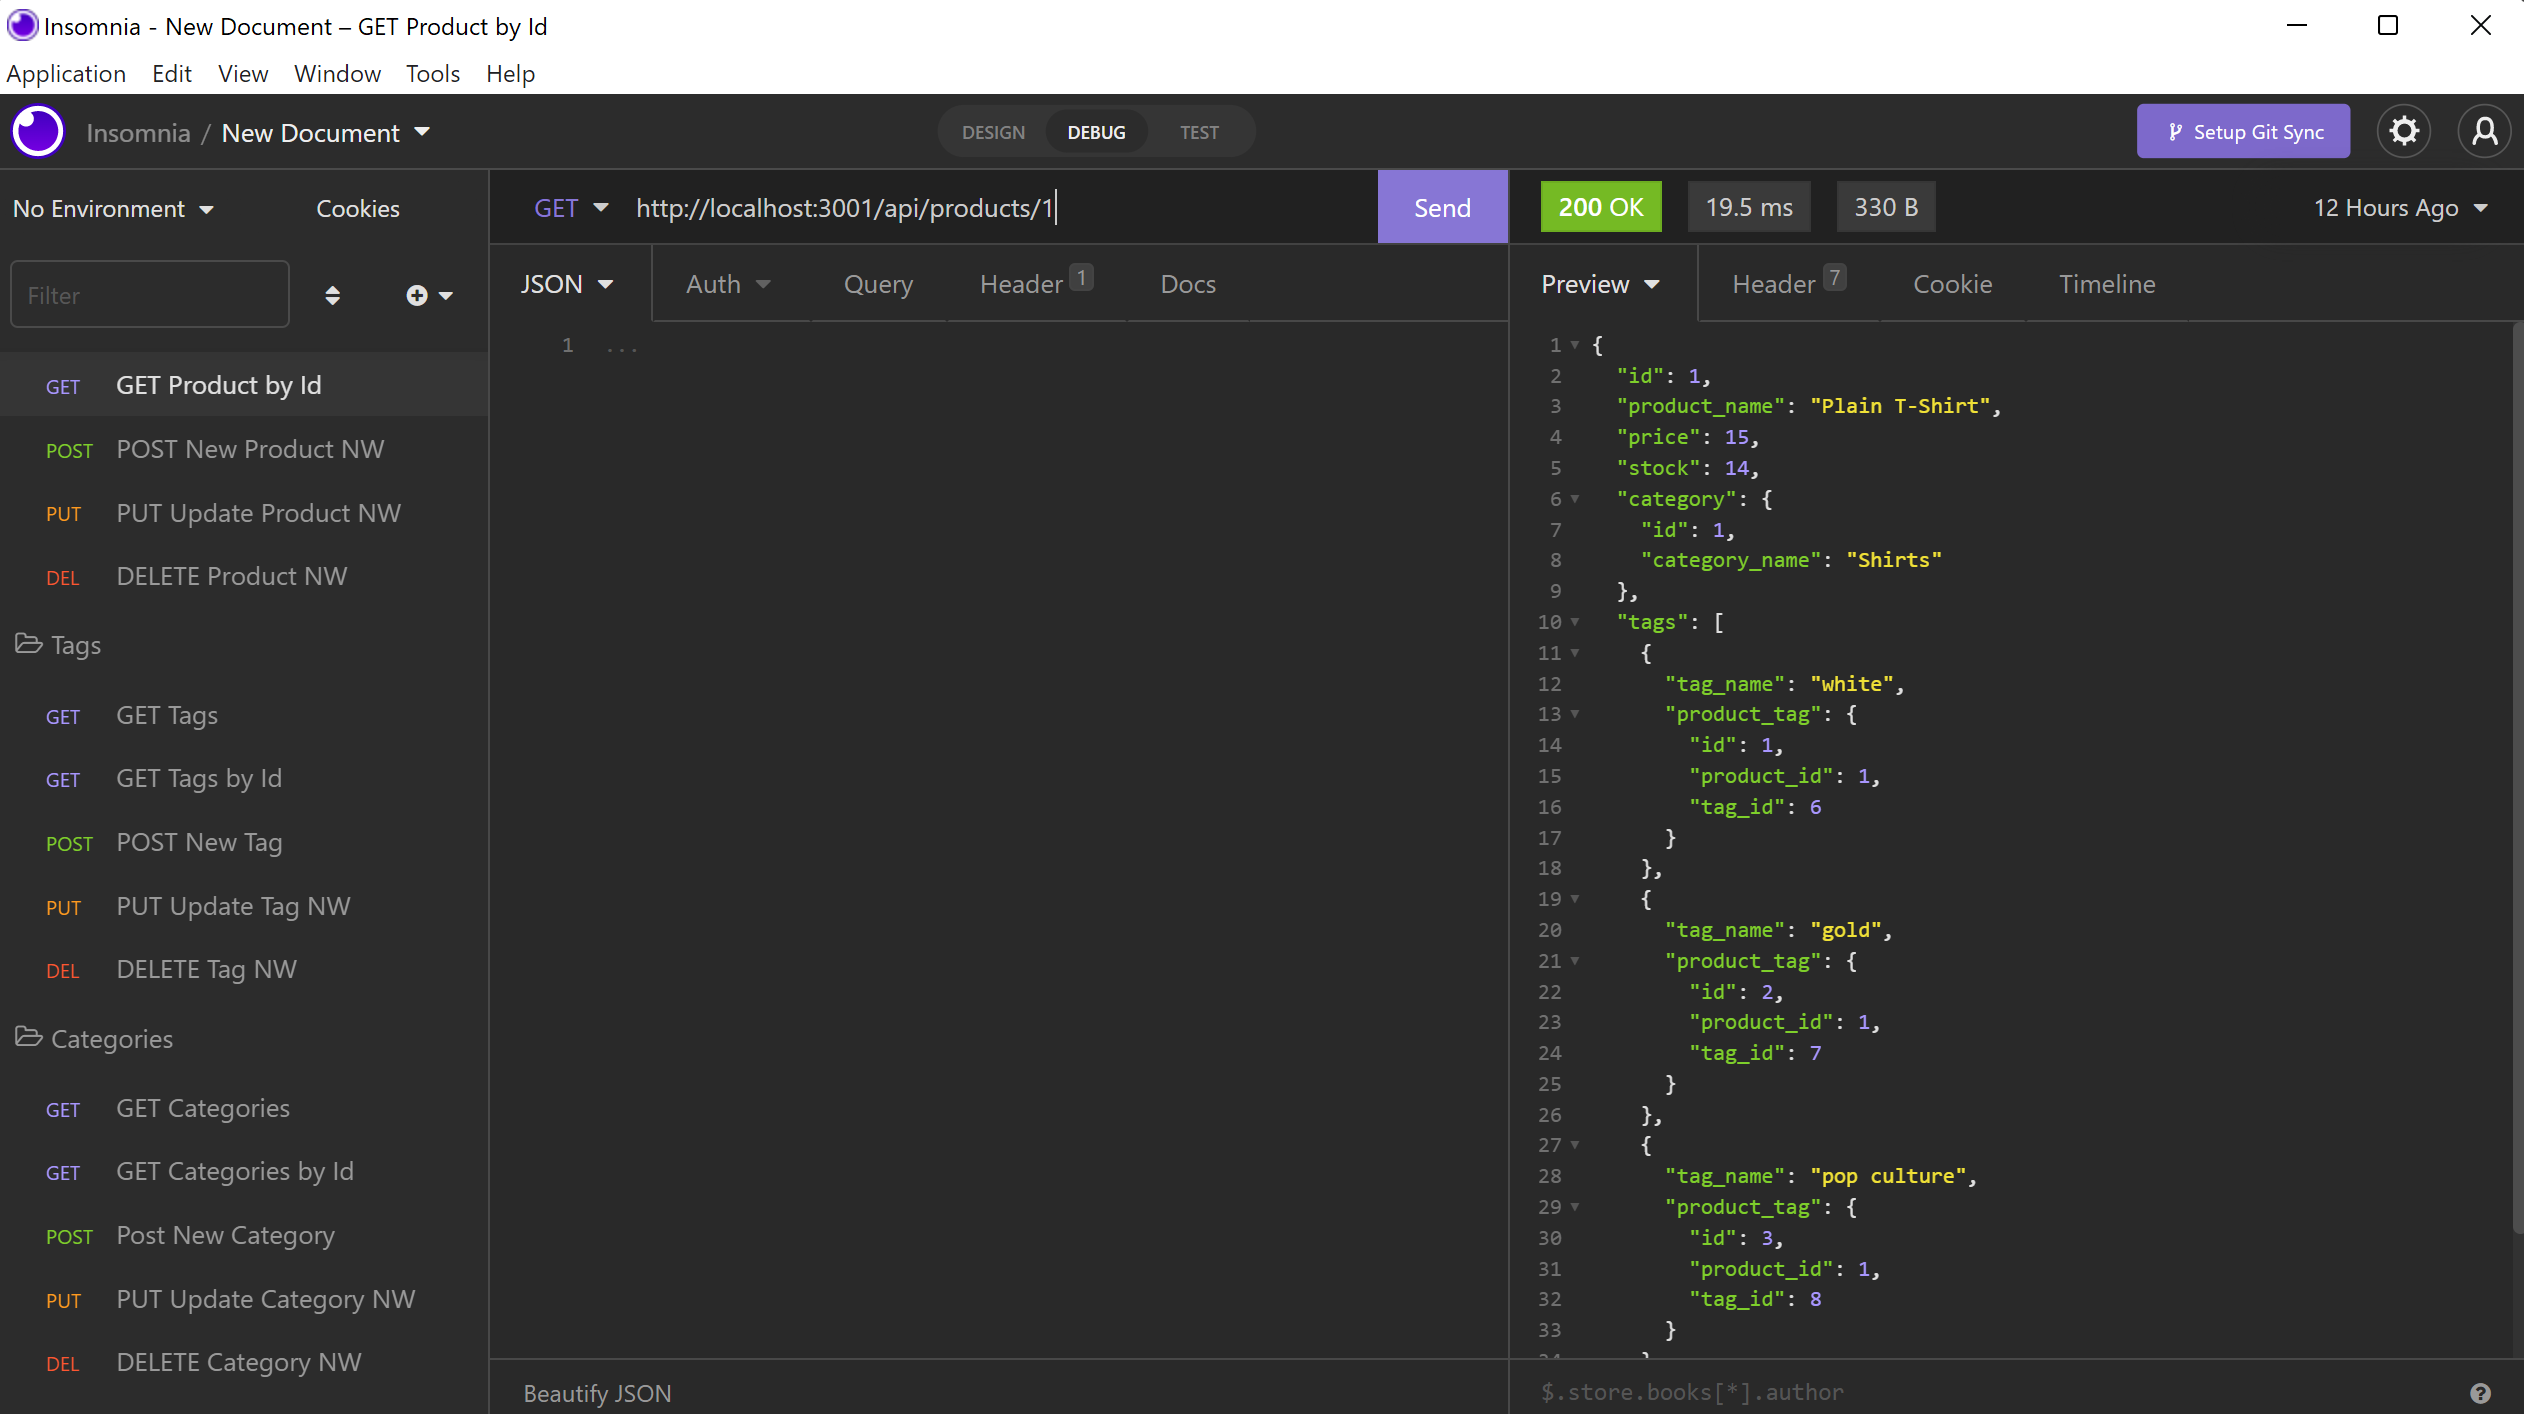 Insomnia - New Document – GET Product by Id
Application Edit View Window Tools Help
Insomnia / New Document
DESIGN DEBUG TEST
Setup Git Sync
No Environment Cookies
Filter
GET GET Product by Id
POST POST New Product NW
PUT PUT Update Product NW
DEL DELETE Product NW
Tags
GET GET Tags
GET GET Tags by Id
POST POST New Tag
PUT PUT Update Tag NW
DEL DELETE Tag NW
Categories
GET GET Categories
GET GET Categories by Id
POST Post New Category
PUT PUT Update Category NW
DEL DELETE Category NW
GET http://localhost:3001/api/products/1 Send
JSON Auth Query Header 1 Docs
1 ...
Beautify JSON
200 OK 19.5 ms 330 B 12 Hours Ago
Preview Header 7 Cookie Timeline
1 {
2 "id": 1,
3 "product_name": "Plain T-Shirt",
4 "price": 15,
5 "stock": 14,
6 "category": {
7 "id": 1,
8 "category_name": "Shirts"
9 },
10 "tags": [
11 {
12 "tag_name": "white",
13 "product_tag": {
14 "id": 1,
15 "product_id": 1,
16 "tag_id": 6
17 }
18 },
19 {
20 "tag_name": "gold",
21 "product_tag": {
22 "id": 2,
23 "product_id": 1,
24 "tag_id": 7
25 }
26 },
27 {
28 "tag_name": "pop culture",
29 "product_tag": {
30 "id": 3,
31 "product_id": 1,
32 "tag_id": 8
33 }
$.store.books[*].author